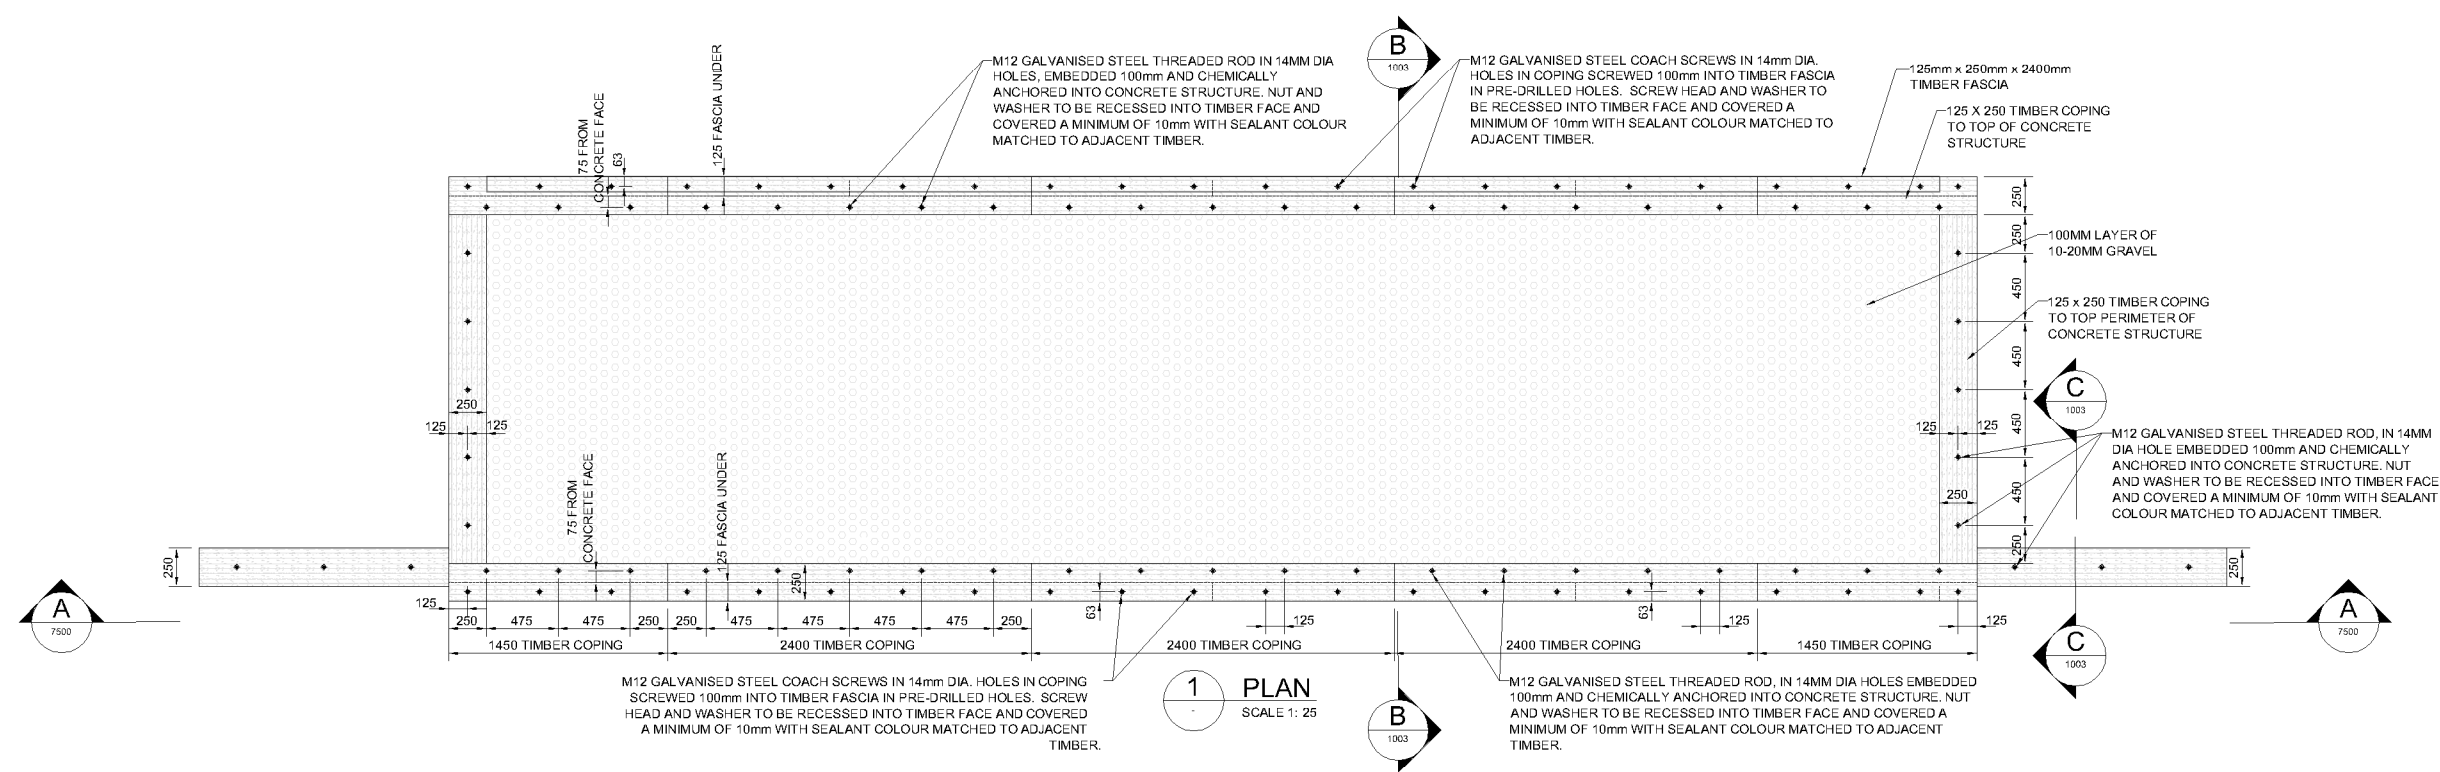 M12 GALVANISED STEEL THREADED ROD IN 14MM DIA
HOLES, EMBEDDED 100mm AND CHEMICALLY
ANCHORED INTO CONCRETE STRUCTURE. NUT AND
WASHER TO BE RECESSED INTO TIMBER FACE AND
COVERED A MINIMUM OF 10mm WITH SEALANT COLOUR
MATCHED TO ADJACENT TIMBER.
B
1003
M12 GALVANISED STEEL COACH SCREWS IN 14mm DIA.
HOLES IN COPING SCREWED 100mm INTO TIMBER FASCIA
IN PRE-DRILLED HOLES. SCREW HEAD AND WASHER TO
BE RECESSED INTO TIMBER FACE AND COVERED A
MINIMUM OF 10mm WITH SEALANT COLOUR MATCHED TO
ADJACENT TIMBER.
125mm x 250mm x 2400mm
TIMBER FASCIA
125 X 250 TIMBER COPING
TO TOP OF CONCRETE
STRUCTURE
75 FROM
CONCRETE FACE
63
125 FASCIA UNDER
250
250
450
450
450
450
250
100MM LAYER OF
10-20MM GRAVEL
125 x 250 TIMBER COPING
TO TOP PERIMETER OF
CONCRETE STRUCTURE
C
1003
250
125
125
125
125
250
M12 GALVANISED STEEL THREADED ROD, IN 14MM
DIA HOLE EMBEDDED 100mm AND CHEMICALLY
ANCHORED INTO CONCRETE STRUCTURE. NUT
AND WASHER TO BE RECESSED INTO TIMBER FACE
AND COVERED A MINIMUM OF 10mm WITH SEALANT
COLOUR MATCHED TO ADJACENT TIMBER.
75 FROM
CONCRETE FACE
125 FASCIA UNDER
250
250
250
A
7500
125
63
125
63
125
125
A
7500
250
475
475
250
250
475
475
475
475
250
1450 TIMBER COPING
2400 TIMBER COPING
2400 TIMBER COPING
2400 TIMBER COPING
1450 TIMBER COPING
C
1003
M12 GALVANISED STEEL COACH SCREWS IN 14mm DIA. HOLES IN COPING
SCREWED 100mm INTO TIMBER FASCIA IN PRE-DRILLED HOLES. SCREW
HEAD AND WASHER TO BE RECESSED INTO TIMBER FACE AND COVERED
A MINIMUM OF 10mm WITH SEALANT COLOUR MATCHED TO ADJACENT
TIMBER.
1
-
PLAN
SCALE 1: 25
B
1003
M12 GALVANISED STEEL THREADED ROD, IN 14MM DIA HOLES EMBEDDED
100mm AND CHEMICALLY ANCHORED INTO CONCRETE STRUCTURE. NUT
AND WASHER TO BE RECESSED INTO TIMBER FACE AND COVERED A
MINIMUM OF 10mm WITH SEALANT COLOUR MATCHED TO ADJACENT
TIMBER.